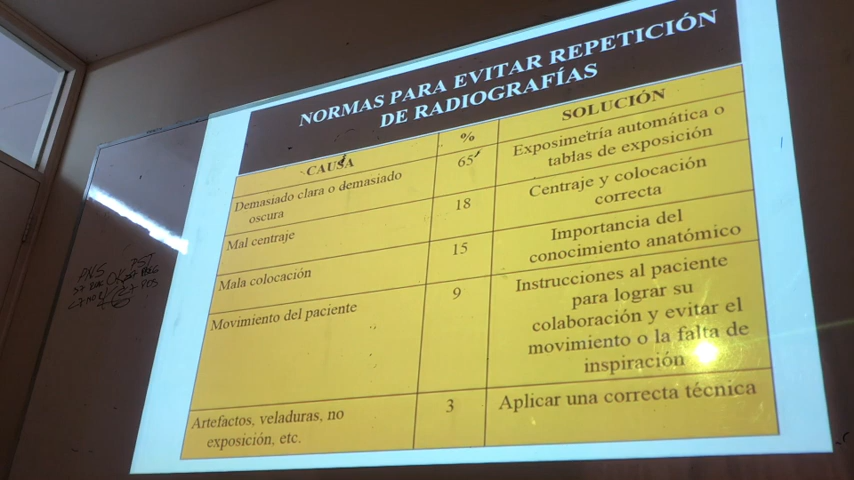 NORMAS PARA EVITAR REPETICIÓN
DE RADIOGRAFÍAS
CAUSA
%
SOLUCIÓN
Demasiado clara o demasiado
oscura
65
Exposimetría automática o
tablas de exposición
Mal centraje
18
Centraje y colocación
correcta
Mala colocación
15
Importancia del
conocimiento anatómico
Movimiento del paciente
9
Instrucciones al paciente
para lograr su
colaboración y evitar el
movimiento o la falta de
inspiración
Artefactos, veladuras, no
exposición, etc.
3
Aplicar una correcta técnica
PNS